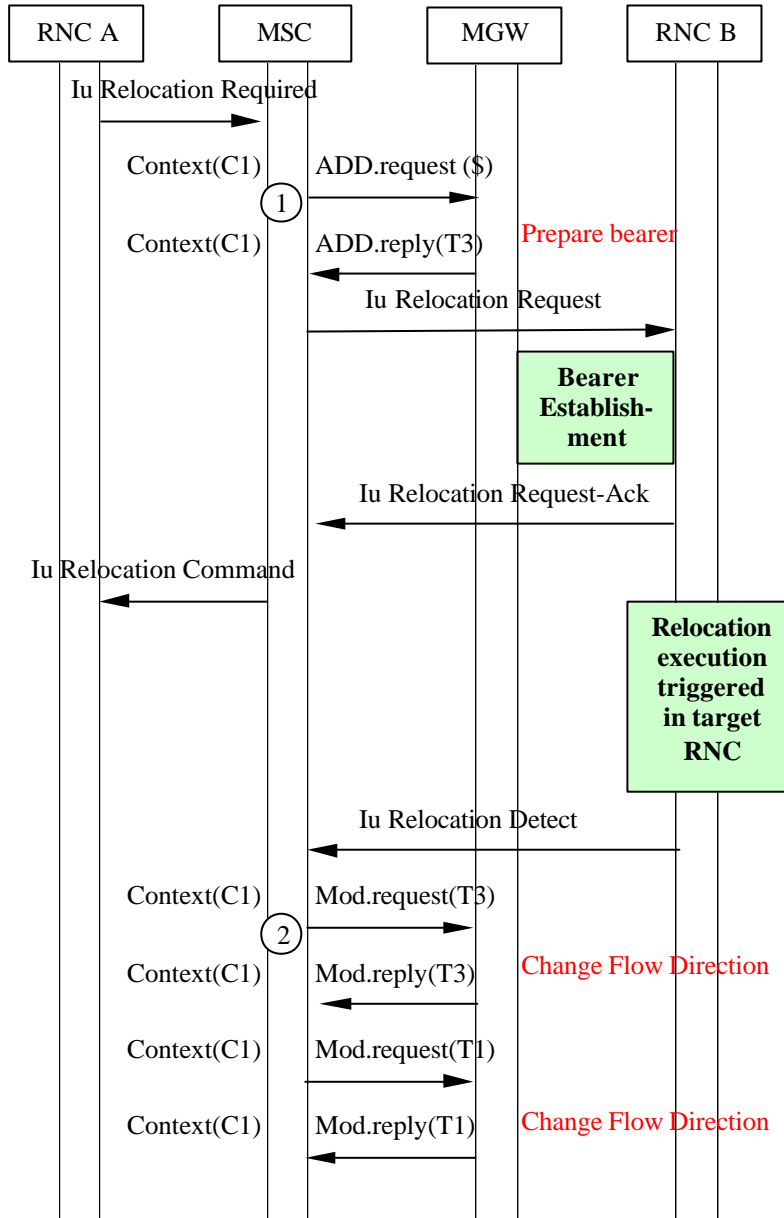 RNC A MSC MGW RNC B
Iu Relocation Required
Context(C1) ADD.request ($)
1
Context(C1) ADD.reply(T3) Prepare bearer
Iu Relocation Request
Bearer
Establish-
ment
Iu Relocation Request-Ack
Iu Relocation Command
Relocation
execution
triggered
in target
RNC
Iu Relocation Detect
Context(C1) Mod.request(T3)
2
Context(C1) Mod.reply(T3) Change Flow Direction
Context(C1) Mod.request(T1)
Context(C1) Mod.reply(T1) Change Flow Direction